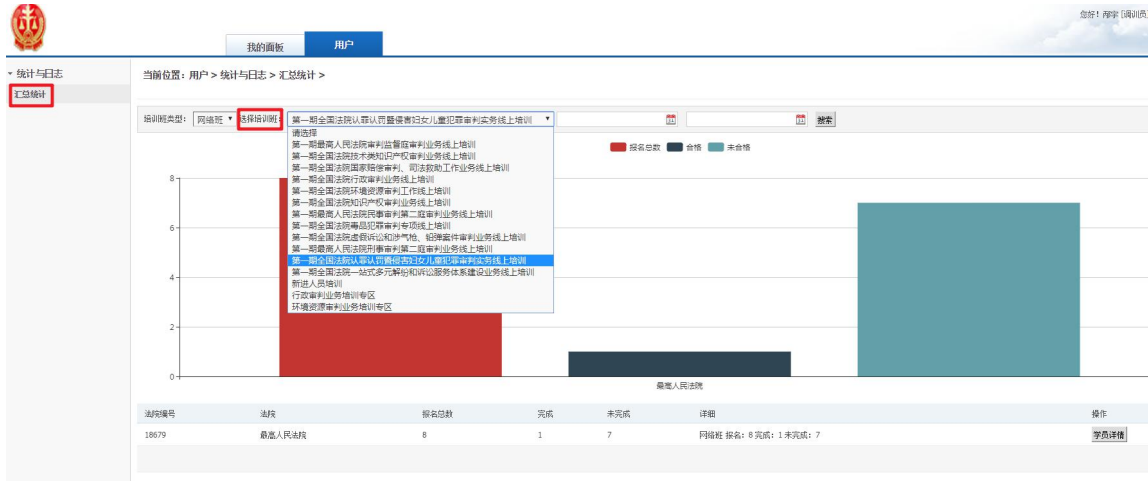 您好！
[调训员]
我的面板 用户
统计与日志
当前位置：用户 > 统计与日志 > 汇总统计 >
汇总统计
培训班类型： 网络班 选择培训班： 第一期全国法院认罪认罚暨侵害妇女儿童犯罪审判实务线上培训 搜索
请选择
第一期最高人民法院审判监督庭审判业务线上培训
第一期全国法院技术类知识产权审判业务线上培训
第一期全国法院国家赔偿审判、司法救助工作业务线上培训
第一期全国法院行政审判业务线上培训
第一期全国法院环境资源审判工作线上培训
第一期全国法院知识产权审判业务线上培训
第一期最高人民法院民事审判第二庭审判业务线上培训
第一期全国法院毒品犯罪审判专项线上培训
第一期全国法院虚假诉讼和涉气枪、铅弹案件审判业务线上培训
第一期最高人民法院刑事审判第二庭审判业务线上培训
第一期全国法院认罪认罚暨侵害妇女儿童犯罪审判实务线上培训
第一期全国法院一站式多元解纷和诉讼服务体系建设业务线上培训
新进人员培训
行政审判业务培训专区
环境资源审判业务培训专区
报名总数 合格 未合格
8
6
4
2
0
最高人民法院
法院编号 法院 报名总数 完成 未完成 详细 操作
18679 最高人民法院 8 1 7 网络班 报名：8 完成：1 未完成：7 学员详情